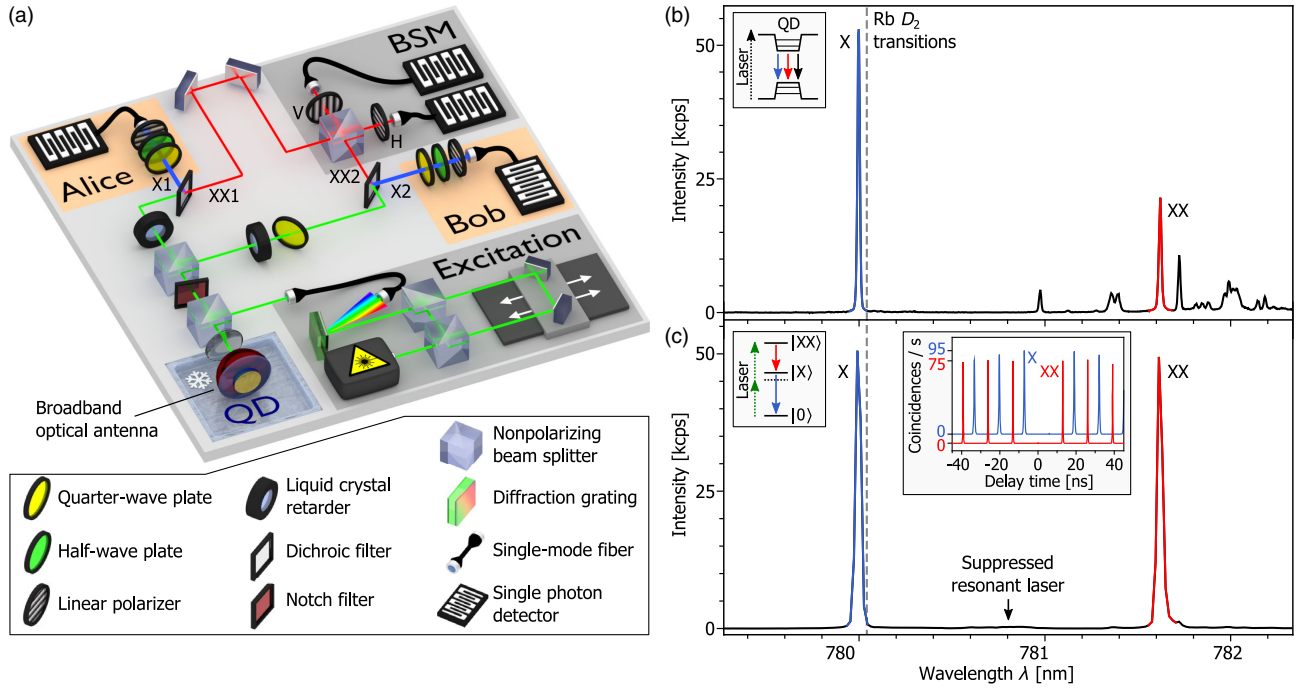 (a)
BSM
V
H
Alice
X1
XX1
XX2
X2
Bob
Excitation
QD
Broadband
optical antenna
Quarter-wave plate
Half-wave plate
Linear polarizer
Liquid crystal
retarder
Dichroic filter
Notch filter
Nonpolarizing
beam splitter
Diffraction grating
Single-mode fiber
Single photon
detector
(b)
Intensity [kcps]
50
25
0
Laser
QD
X
Rb D2
transitions
XX
(c)
Intensity [kcps]
50
25
0
Laser
|XX⟩
|X⟩
|0⟩
X
Coincidences / s
95
75
0
0
X
XX
-40 -20 0 20 40
Delay time [ns]
XX
Suppressed
resonant laser
780 781 782
Wavelength λ [nm]